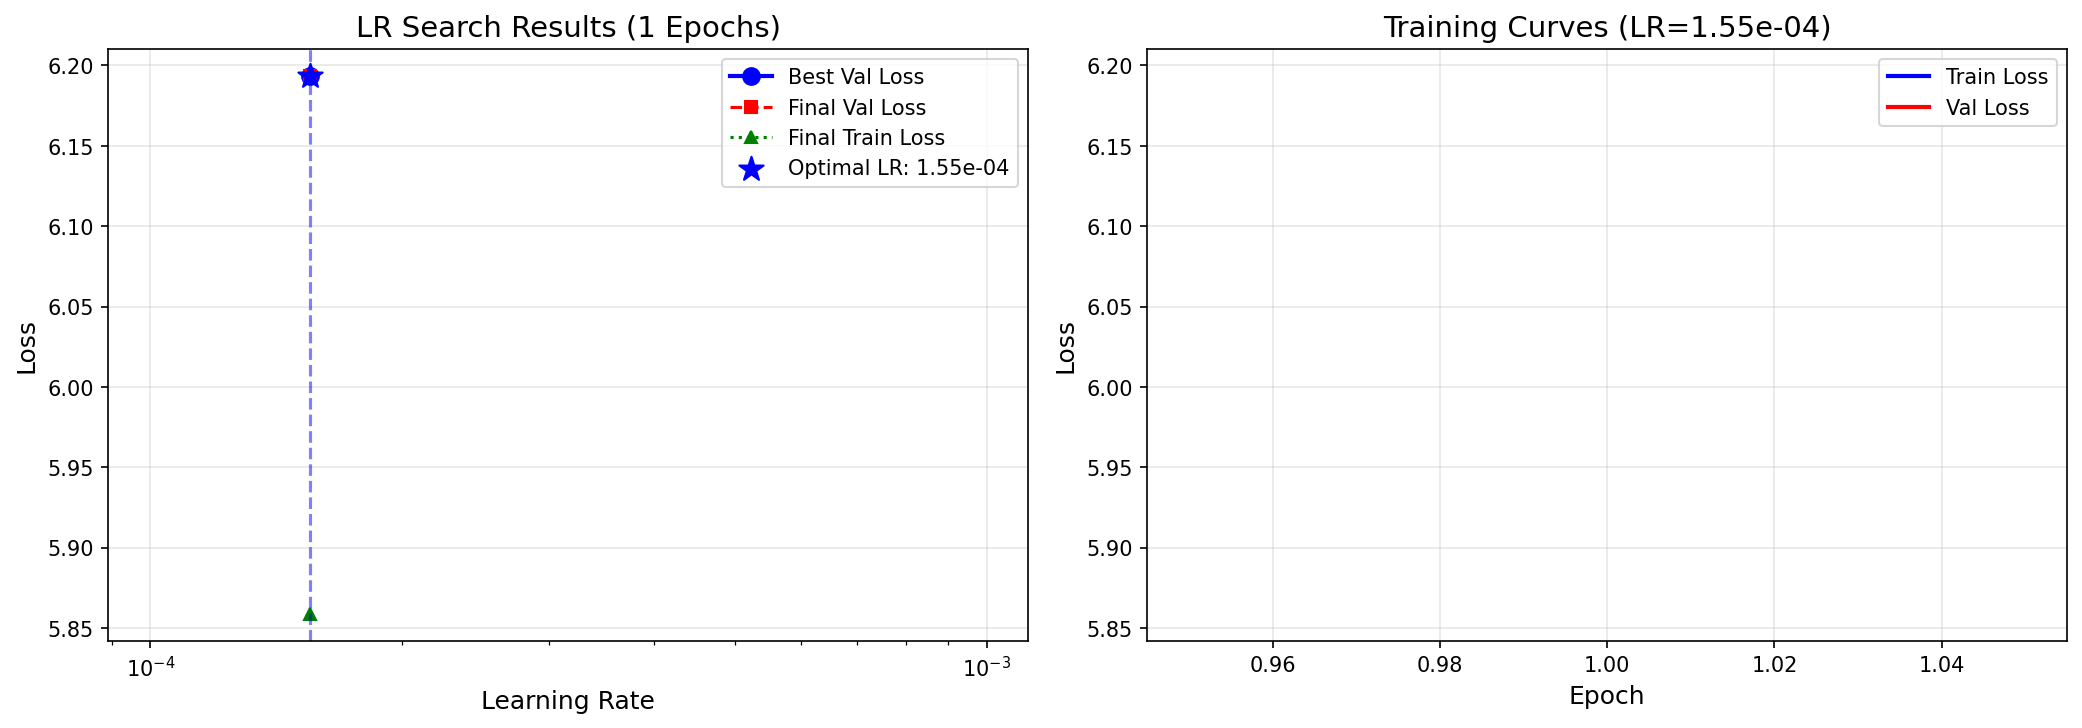 LR Search Results (1 Epochs)
6.20
6.15
6.10
6.05
6.00
5.95
5.90
5.85
Loss
10⁻⁴
10⁻³
Learning Rate
Best Val Loss
Final Val Loss
Final Train Loss
Optimal LR: 1.55e-04
Training Curves (LR=1.55e-04)
6.20
6.15
6.10
6.05
6.00
5.95
5.90
5.85
Loss
0.96
0.98
1.00
1.02
1.04
Epoch
Train Loss
Val Loss